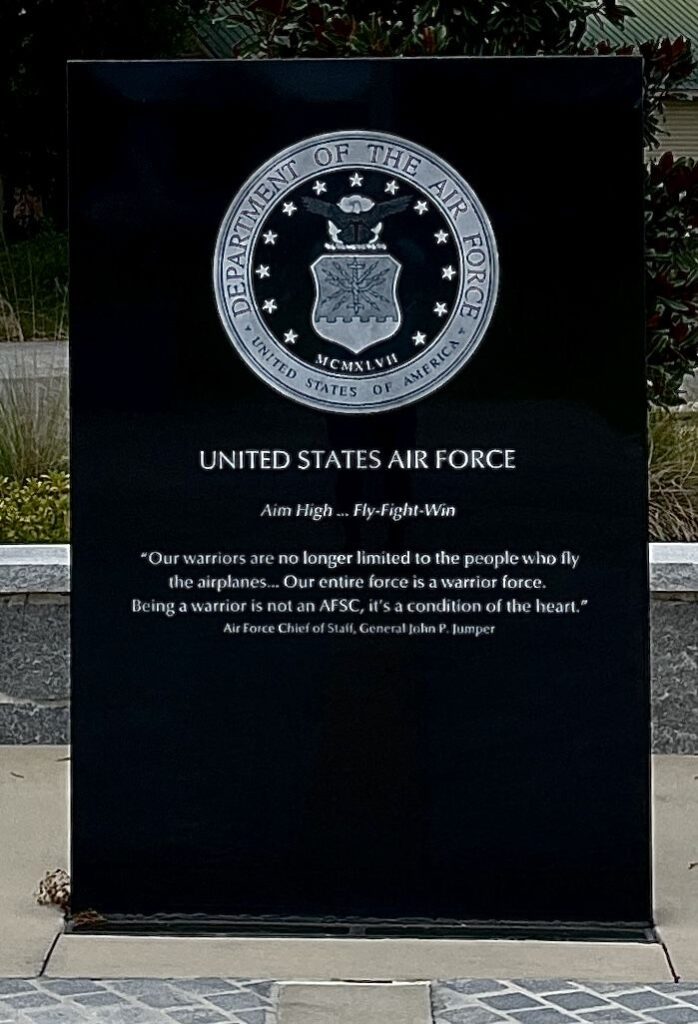 DEPARTMENT OF THE AIR FORCE
MCMXLVII
UNITED STATES OF AMERICA
UNITED STATES AIR FORCE
Aim High ... Fly-Fight-Win
“Our warriors are no longer limited to the people who fly
the airplanes... Our entire force is a warrior force.
Being a warrior is not an AFSC, it’s a condition of the heart.”
Air Force Chief of Staff, General John P. Jumper